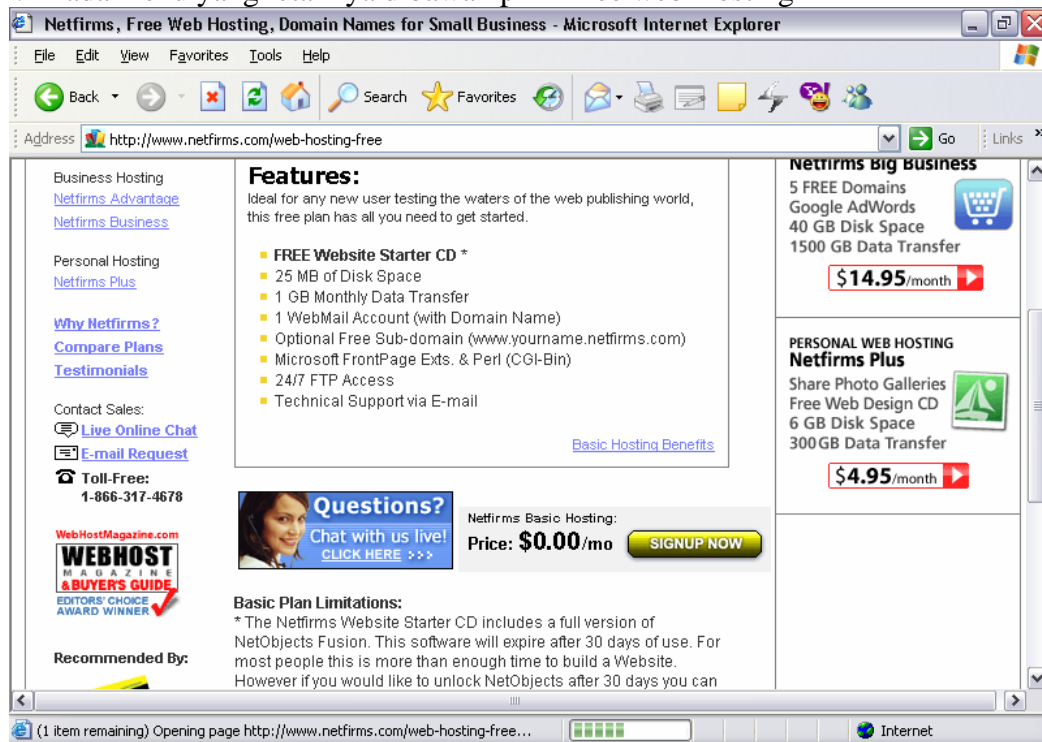 Netfirms, Free Web Hosting, Domain Names for Small Business - Microsoft Internet Explorer
File Edit View Favorites Tools Help
Back Search Favorites
Address http://www.netfirms.com/web-hosting-free Go Links »
Business Hosting
Netfirms Advantage
Netfirms Business
Personal Hosting
Netfirms Plus
Why Netfirms?
Compare Plans
Testimonials
Contact Sales:
Live Online Chat
E-mail Request
Toll-Free:
1-866-317-4678
WebHostMagazine.com
WEBHOST
MAGAZINE
& BUYER'S GUIDE
EDITORS' CHOICE
AWARD WINNER
Recommended By:
Features:
Ideal for any new user testing the waters of the web publishing world,
this free plan has all you need to get started.
FREE Website Starter CD *
25 MB of Disk Space
1 GB Monthly Data Transfer
1 WebMail Account (with Domain Name)
Optional Free Sub-domain (www.yourname.netfirms.com)
Microsoft FrontPage Exts. & Perl (CGI-Bin)
24/7 FTP Access
Technical Support via E-mail
Basic Hosting Benefits
Questions?
Chat with us live!
CLICK HERE >>>
Netfirms Basic Hosting:
Price: $0.00/mo SIGNUP NOW
Basic Plan Limitations:
* The Netfirms Website Starter CD includes a full version of
NetObjects Fusion. This software will expire after 30 days of use. For
most people this is more than enough time to build a Website.
However if you would like to unlock NetObjects after 30 days you can
Netfirms Big Business
5 FREE Domains
Google AdWords
40 GB Disk Space
1500 GB Data Transfer
$14.95/month
PERSONAL WEB HOSTING
Netfirms Plus
Share Photo Galleries
Free Web Design CD
6 GB Disk Space
300 GB Data Transfer
$4.95/month
(1 item remaining) Opening page http://www.netfirms.com/web-hosting-free... Internet